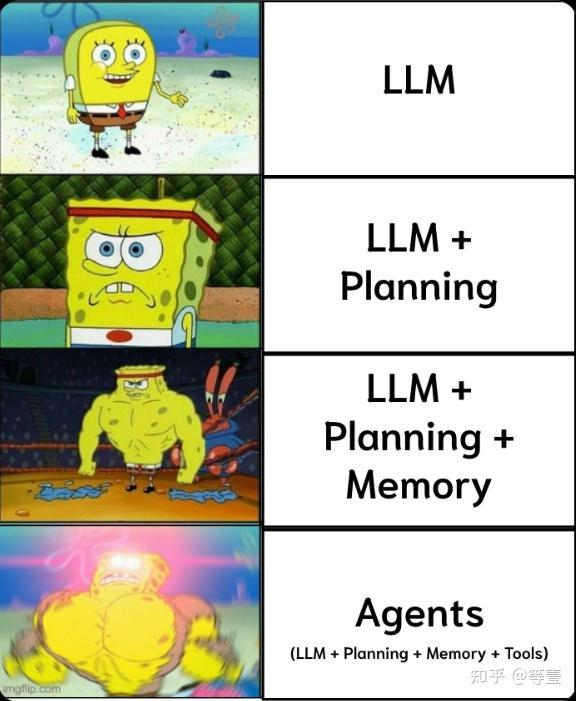 LLM
LLM +
Planning
LLM +
Planning +
Memory
Agents
(LLM + Planning + Memory + Tools)
知乎 @等壹
imgflip.com